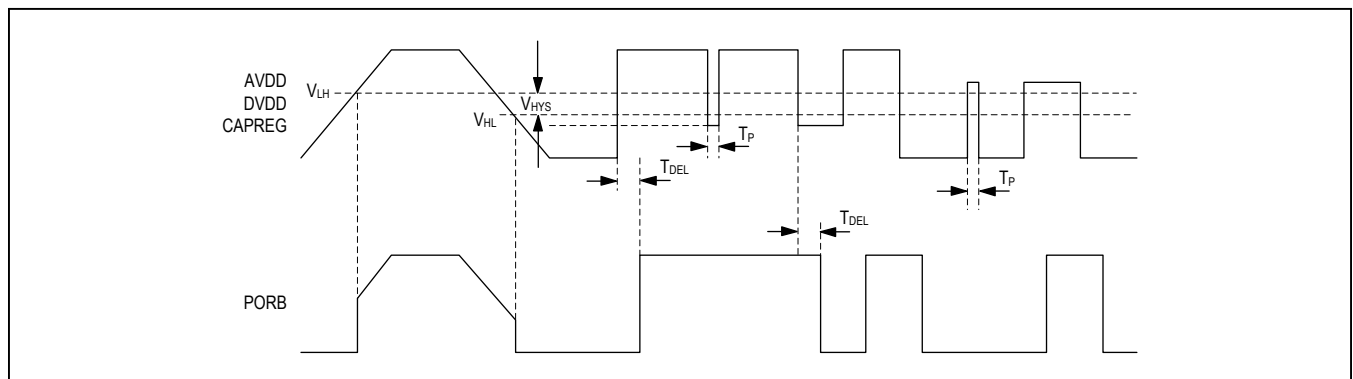 AVDD
DVDD
CAPREG
VLH
VHYS
VHL
TP
TDEL
TP
TDEL
PORB